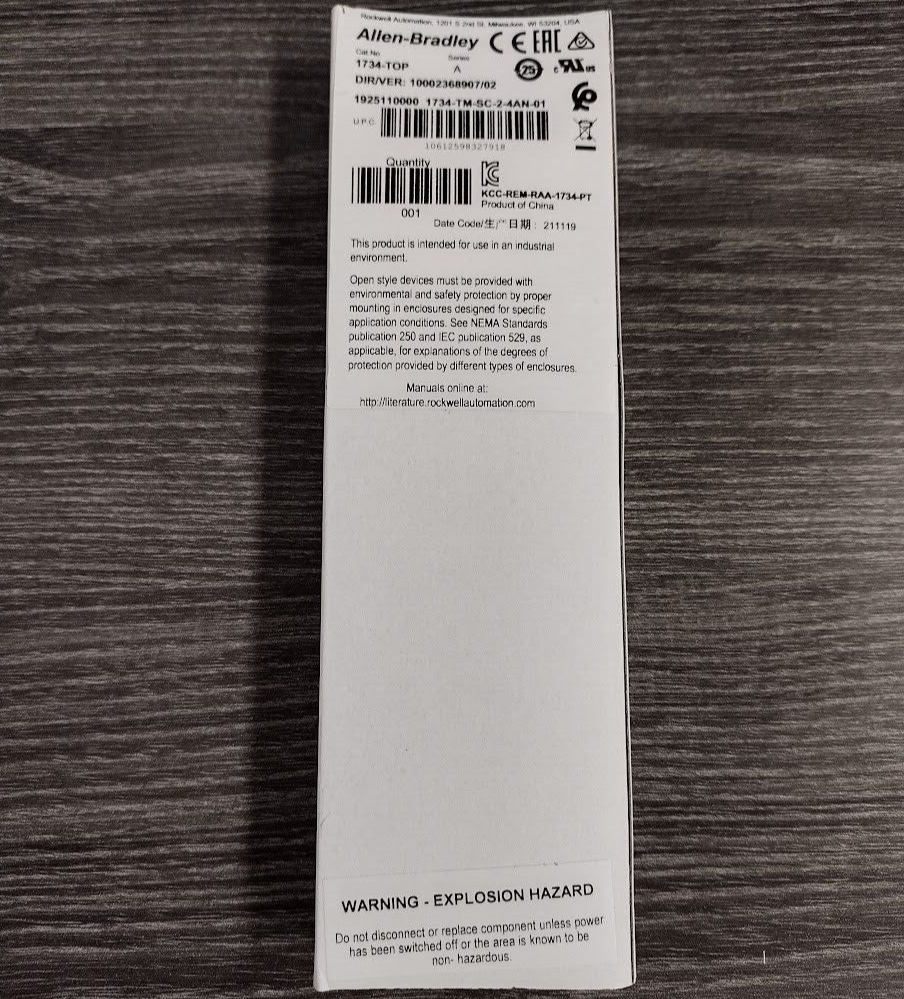 Rockwell Automation, 1201 S 2nd St, Milwaukee, WI 53204, USA
Allen-Bradley CE EAC
Cat No. Series
1734-TOP A
25 c RU us
DIR/VER: 10002368907/02
1925110000 1734-TM-SC-2-4AN-01
U.P.C.
10612598327918
Quantity
001
KCC-REM-RAA-1734-PT
Product of China
Date Code/生产日期: 211119
This product is intended for use in an industrial
environment.
Open style devices must be provided with
environmental and safety protection by proper
mounting in enclosures designed for specific
application conditions. See NEMA Standards
publication 250 and IEC publication 529, as
applicable, for explanations of the degrees of
protection provided by different types of enclosures.
Manuals online at:
http://literature.rockwellautomation.com
WARNING - EXPLOSION HAZARD
Do not disconnect or replace component unless power
has been switched off or the area is known to be
non- hazardous.